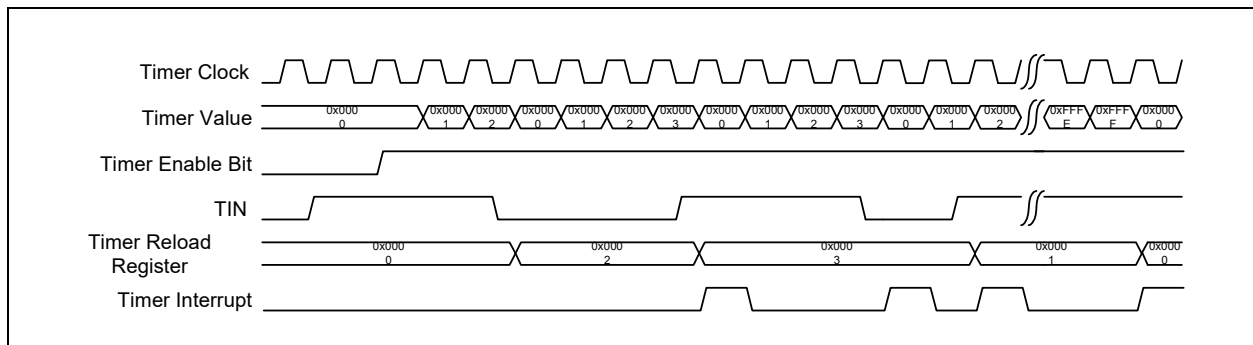 Timer Clock
Timer Value
0x000 0x000 0x000 0x000 0x000 0x000 0x000 0x000 0x000 0x000 0x000 0x000 0x000 0x000 0xFFF 0xFFF 0x000
0 1 2 0 1 2 3 0 1 2 3 0 1 2 E F 0
Timer Enable Bit
TIN
Timer Reload
Register
0x000 0x000 0x000 0x000 0x000
0 2 3 1 0
Timer Interrupt